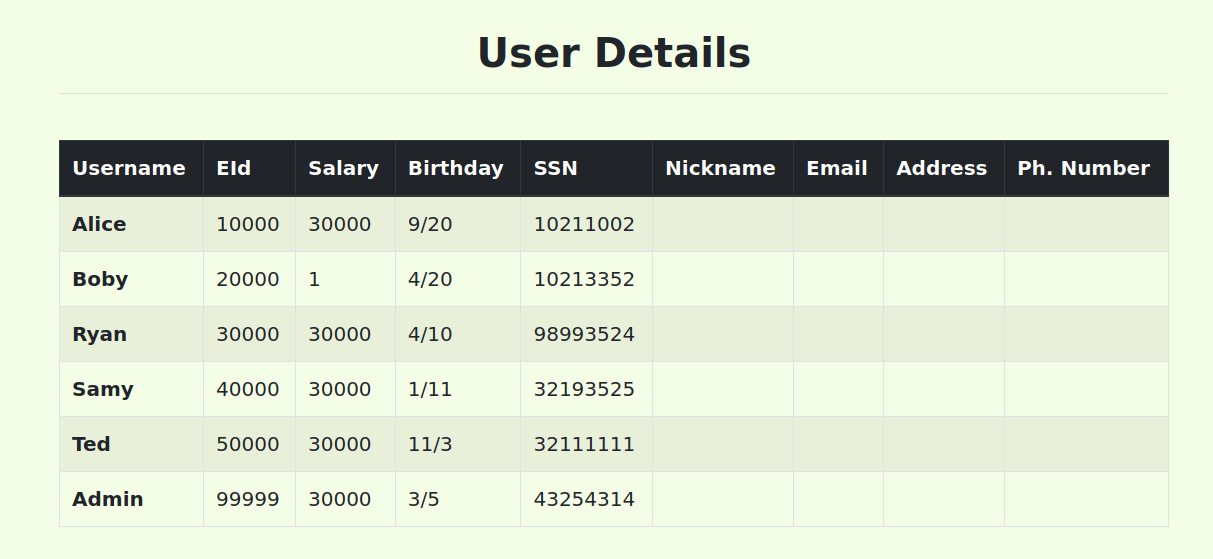 User Details
Username EId Salary Birthday SSN Nickname Email Address Ph. Number
Alice 10000 30000 9/20 10211002
Boby 20000 1 4/20 10213352
Ryan 30000 30000 4/10 98993524
Samy 40000 30000 1/11 32193525
Ted 50000 30000 11/3 32111111
Admin 99999 30000 3/5 43254314